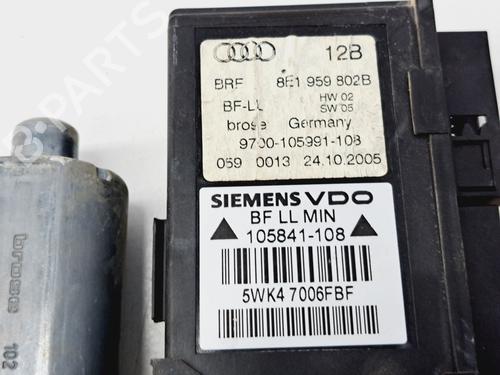 12B
BRF 8E1 959 802B
BF-LL HW 02
SW 05
brose Germany
9700-105991-108
059 0013 24.10.2005
SIEMENS VDO
BF LL MIN
105841-108
5WK4 7006FBF
brose 102